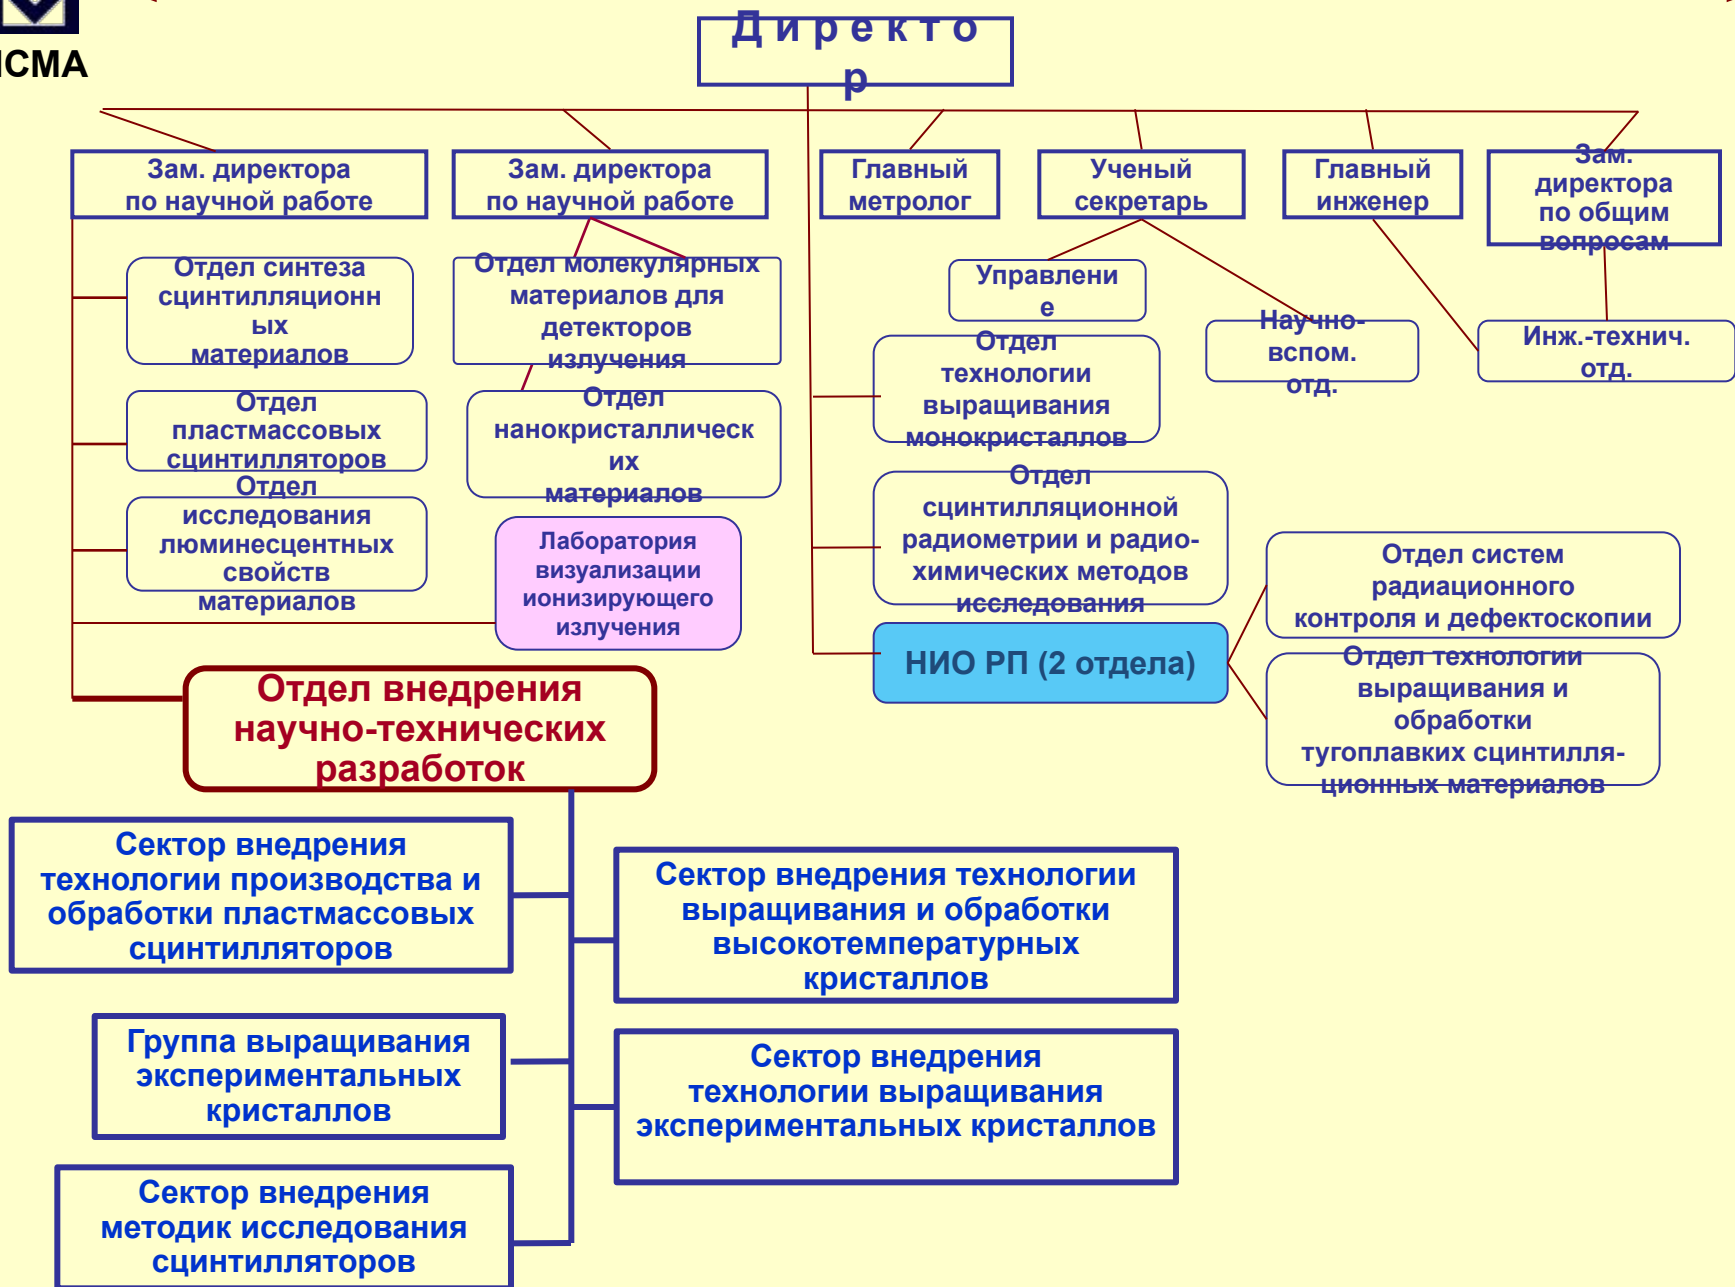 ИСМА
Д и р е к т о
р
Зам. директора
по научной работе
Зам. директора
по научной работе
Главный
метролог
Ученый
секретарь
Главный
инженер
Зам.
директора
по общим
вопросам
Отдел синтеза
сцинтилляционн
ых
материалов
Отдел молекулярных
материалов для
детекторов
излучения
Управлени
е
Научно-
вспом.
отд.
Инж.-технич.
отд.
Отдел
технологии
выращивания
монокристаллов
Отдел
пластмассовых
сцинтилляторов
Отдел
нанокристаллическ
их
материалов
Отдел
исследования
люминесцентных
свойств
материалов
Лаборатория
визуализации
ионизирующего
излучения
Отдел
сцинтилляционной
радиометрии и радио-
химических методов
исследования
Отдел систем
радиационного
контроля и дефектоскопии
НИО РП (2 отдела)
Отдел технологии
выращивания и
обработки
тугоплавких сцинтилля-
ционных материалов
Отдел внедрения
научно-технических
разработок
Сектор внедрения
технологии производства и
обработки пластмассовых
сцинтилляторов
Сектор внедрения технологии
выращивания и обработки
высокотемпературных
кристаллов
Группа выращивания
экспериментальных
кристаллов
Сектор внедрения
технологии выращивания
экспериментальных кристаллов
Сектор внедрения
методик исследования
сцинтилляторов